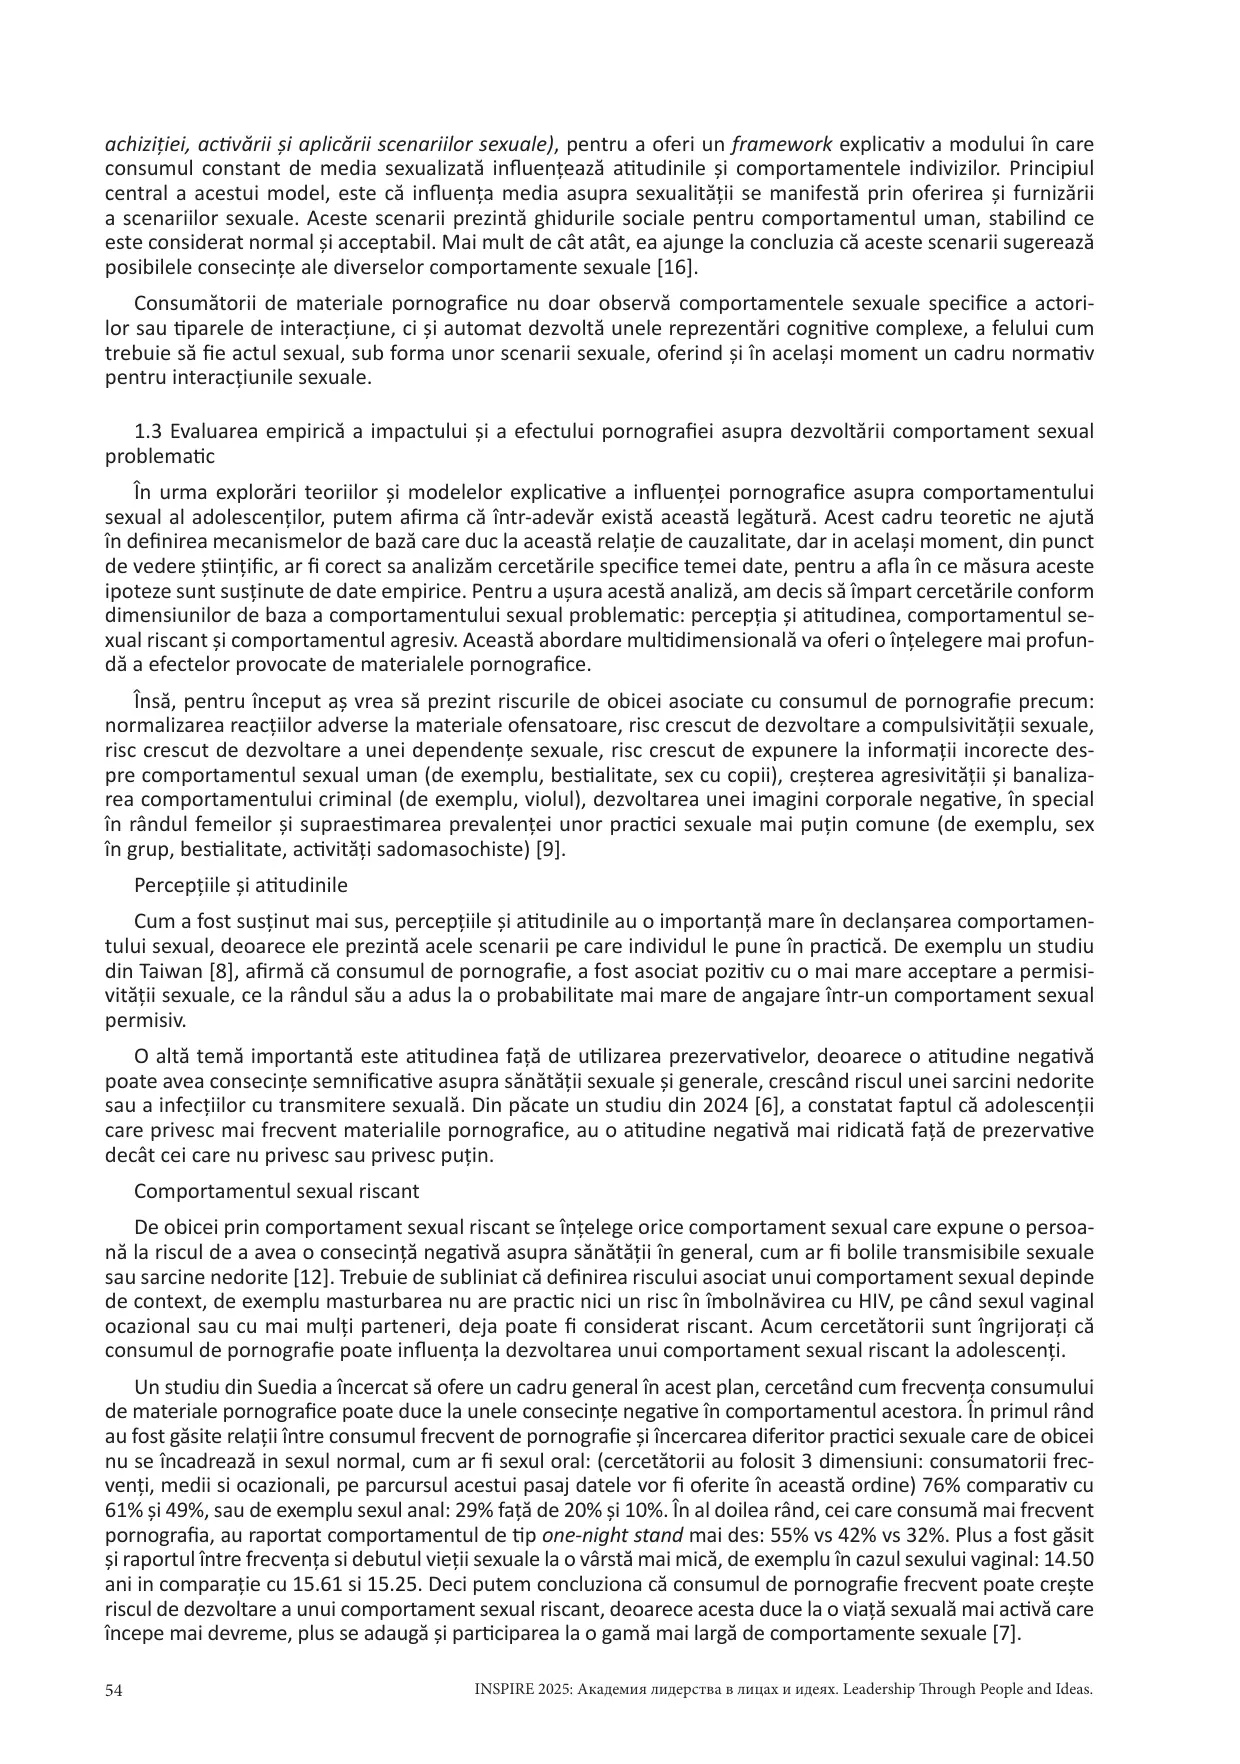 achiziției, activării și aplicării scenariilor sexuale), pentru a oferi un framework explicativ a modului în care
consumul constant de media sexualizată influențează atitudinile și comportamentele indivizilor. Principiul
central a acestui model, este că influența media asupra sexualității se manifestă prin oferirea și furnizării
a scenariilor sexuale. Aceste scenarii prezintă ghidurile sociale pentru comportamentul uman, stabilind ce
este considerat normal și acceptabil. Mai mult de cât atât, ea ajunge la concluzia că aceste scenarii sugerează
posibilele consecințe ale diverselor comportamente sexuale [16].
Consumătorii de materiale pornografice nu doar observă comportamentele sexuale specifice a actori-
lor sau tiparele de interacțiune, ci și automat dezvoltă unele reprezentări cognitive complexe, a felului cum
trebuie să fie actul sexual, sub forma unor scenarii sexuale, oferind și în același moment un cadru normativ
pentru interacțiunile sexuale.
1.3 Evaluarea empirică a impactului și a efectului pornografiei asupra dezvoltării comportament sexual
problematic
În urma explorări teoriilor și modelelor explicative a influenței pornografice asupra comportamentului
sexual al adolescenților, putem afirma că într-adevăr există această legătură. Acest cadru teoretic ne ajută
în definirea mecanismelor de bază care duc la această relație de cauzalitate, dar in același moment, din punct
de vedere științific, ar fi corect sa analizăm cercetările specifice temei date, pentru a afla în ce măsura aceste
ipoteze sunt susținute de date empirice. Pentru a ușura acestă analiză, am decis să împart cercetările conform
dimensiunilor de baza a comportamentului sexual problematic: percepția și atitudinea, comportamentul se-
xual riscant și comportamentul agresiv. Această abordare multidimensională va oferi o înțelegere mai profun-
dă a efectelor provocate de materialele pornografice.
Însă, pentru început aș vrea să prezint riscurile de obicei asociate cu consumul de pornografie precum:
normalizarea reacțiilor adverse la materiale ofensatoare, risc crescut de dezvoltare a compulsivității sexuale,
risc crescut de dezvoltare a unei dependențe sexuale, risc crescut de expunere la informații incorecte des-
pre comportamentul sexual uman (de exemplu, bestialitate, sex cu copii), creșterea agresivității și banaliza-
rea comportamentului criminal (de exemplu, violul), dezvoltarea unei imagini corporale negative, în special
în rândul femeilor și supraestimarea prevalenței unor practici sexuale mai puțin comune (de exemplu, sex
în grup, bestialitate, activități sadomasochiste) [9].
Percepțiile și atitudinile
Cum a fost susținut mai sus, percepțiile și atitudinile au o importanță mare în declanșarea comportamen-
tului sexual, deoarece ele prezintă acele scenarii pe care individul le pune în practică. De exemplu un studiu
din Taiwan [8], afirmă că consumul de pornografie, a fost asociat pozitiv cu o mai mare acceptare a permisi-
vității sexuale, ce la rândul său a adus la o probabilitate mai mare de angajare într-un comportament sexual
permisiv.
O altă temă importantă este atitudinea față de utilizarea prezervativelor, deoarece o atitudine negativă
poate avea consecințe semnificative asupra sănătății sexuale și generale, crescând riscul unei sarcini nedorite
sau a infecțiilor cu transmitere sexuală. Din păcate un studiu din 2024 [6], a constatat faptul că adolescenții
care privesc mai frecvent materialile pornografice, au o atitudine negativă mai ridicată față de prezervative
decât cei care nu privesc sau privesc puțin.
Comportamentul sexual riscant
De obicei prin comportament sexual riscant se înțelege orice comportament sexual care expune o persoa-
nă la riscul de a avea o consecință negativă asupra sănătății în general, cum ar fi bolile transmisibile sexuale
sau sarcine nedorite [12]. Trebuie de subliniat că definirea riscului asociat unui comportament sexual depinde
de context, de exemplu masturbarea nu are practic nici un risc în îmbolnăvirea cu HIV, pe când sexul vaginal
ocazional sau cu mai mulți parteneri, deja poate fi considerat riscant. Acum cercetătorii sunt îngrijorați că
consumul de pornografie poate influența la dezvoltarea unui comportament sexual riscant la adolescenți.
Un studiu din Suedia a încercat să ofere un cadru general în acest plan, cercetând cum frecvența consumului
de materiale pornografice poate duce la unele consecințe negative în comportamentul acestora. În primul rând
au fost găsite relații între consumul frecvent de pornografie și încercarea diferitor practici sexuale care de obicei
nu se încadrează in sexul normal, cum ar fi sexul oral: (cercetătorii au folosit 3 dimensiuni: consumatorii frec-
venți, medii si ocazionali, pe parcursul acestui pasaj datele vor fi oferite în această ordine) 76% comparativ cu
61% și 49%, sau de exemplu sexul anal: 29% față de 20% și 10%. În al doilea rând, cei care consumă mai frecvent
pornografia, au raportat comportamentul de tip one-night stand mai des: 55% vs 42% vs 32%. Plus a fost găsit
și raportul între frecvența si debutul vieții sexuale la o vârstă mai mică, de exemplu în cazul sexului vaginal: 14.50
ani in comparație cu 15.61 si 15.25. Deci putem concluziona că consumul de pornografie frecvent poate crește
riscul de dezvoltare a unui comportament sexual riscant, deoarece acesta duce la o viață sexuală mai activă care
începe mai devreme, plus se adaugă și participarea la o gamă mai largă de comportamente sexuale [7].
54 INSPIRE 2025: Академия лидерства в лицах и идеях. Leadership Through People and Ideas.